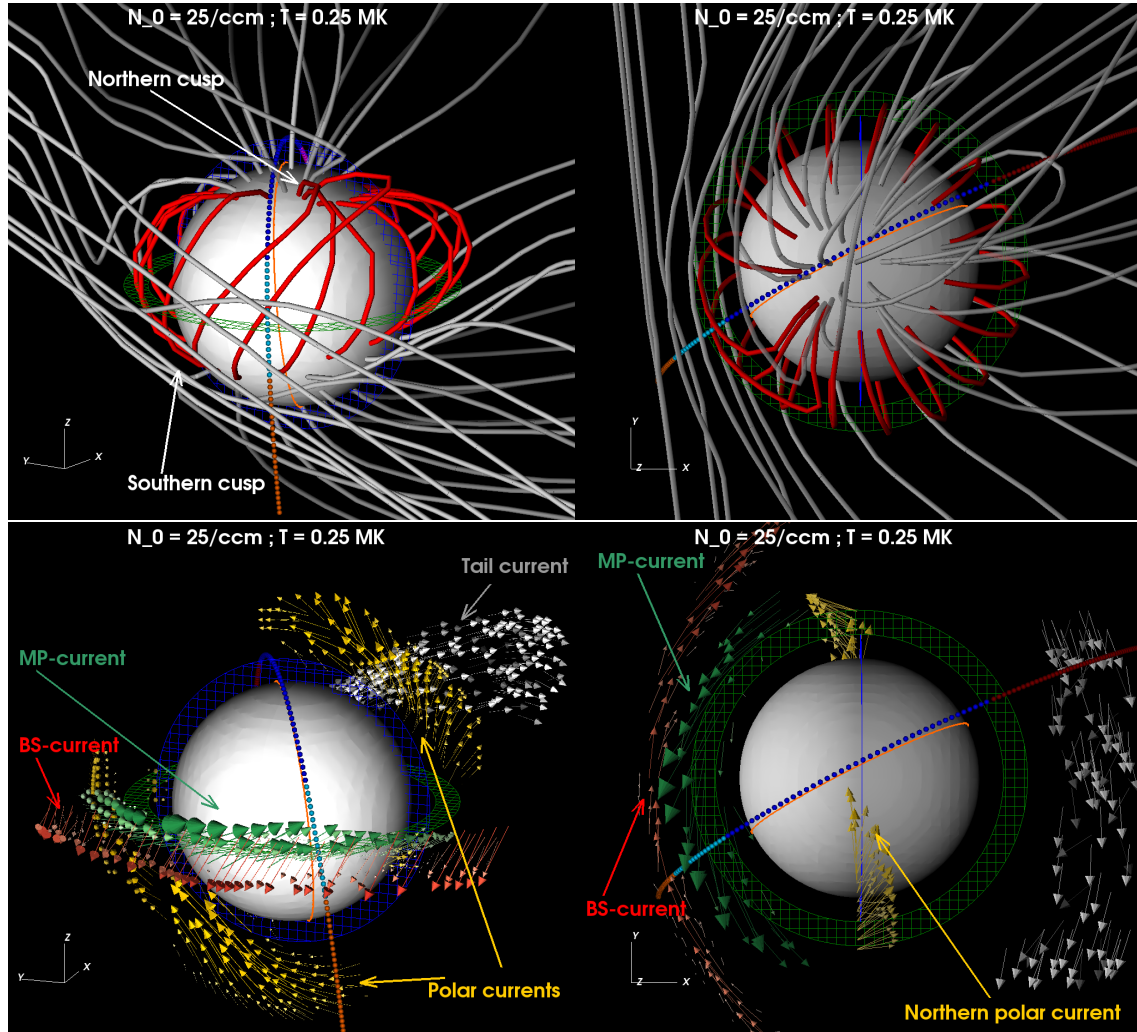 N_0 = 25/ccm ; T = 0.25 MK
Northern cusp
Z
Y
X
Southern cusp
N_0 = 25/ccm ; T = 0.25 MK
Y
Z
X
N_0 = 25/ccm ; T = 0.25 MK
Tail current
MP-current
BS-current
Z
Y
X
Polar currents
N_0 = 25/ccm ; T = 0.25 MK
MP-current
BS-current
Y
Z
X
Northern polar current